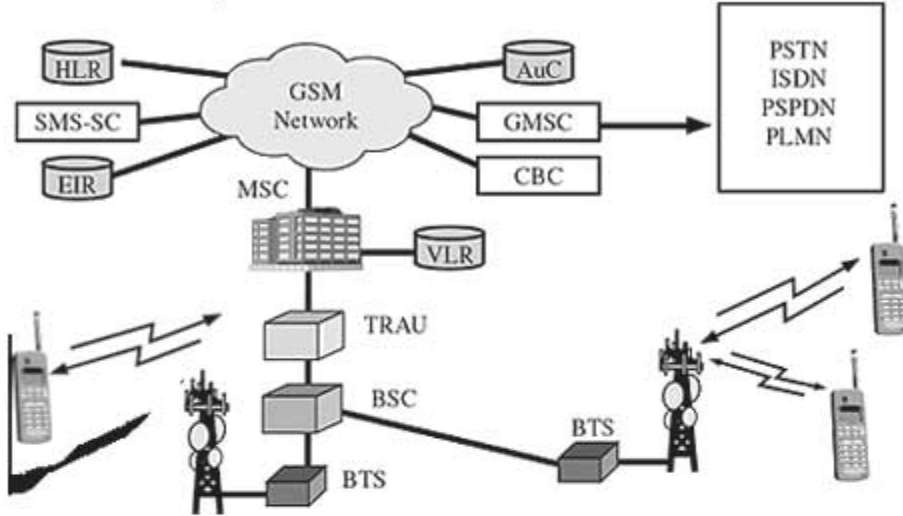 HLR
AuC
PSTN
ISDN
PSPDN
PLMN
GSM
Network
SMS-SC
GMSC
EIR
CBC
MSC
VLR
TRAU
BSC
BTS
BTS